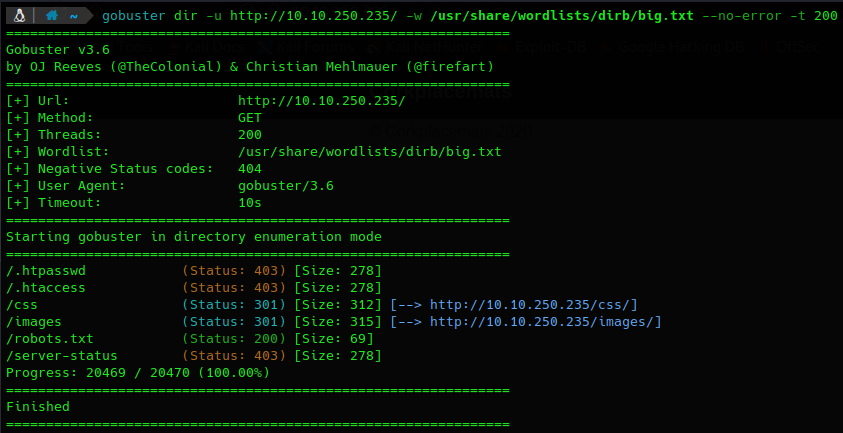 ~ gobuster dir -u http://10.10.250.235/ -w /usr/share/wordlists/dirb/big.txt --no-error -t 200
===============================================================
Gobuster v3.6
by OJ Reeves (@TheColonial) & Christian Mehlmauer (@firefart)
===============================================================
[+] Url:                     http://10.10.250.235/
[+] Method:                  GET
[+] Threads:                 200
[+] Wordlist:                /usr/share/wordlists/dirb/big.txt
[+] Negative Status codes:   404
[+] User Agent:              gobuster/3.6
[+] Timeout:                 10s
===============================================================
Starting gobuster in directory enumeration mode
===============================================================
/.htpasswd            (Status: 403) [Size: 278]
/.htaccess            (Status: 403) [Size: 278]
/css                  (Status: 301) [Size: 312] [--> http://10.10.250.235/css/]
/images               (Status: 301) [Size: 315] [--> http://10.10.250.235/images/]
/robots.txt           (Status: 200) [Size: 69]
/server-status        (Status: 403) [Size: 278]
Progress: 20469 / 20470 (100.00%)
===============================================================
Finished
===============================================================